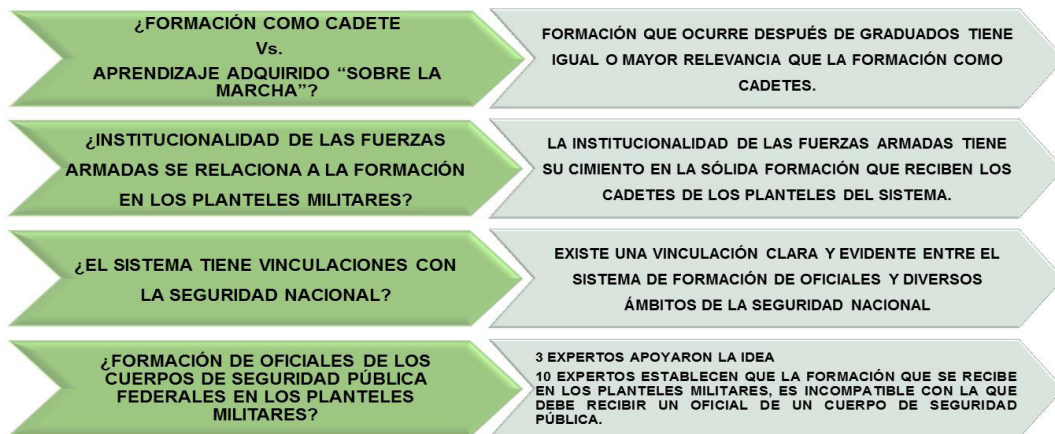 ¿FORMACIÓN COMO CADETE
Vs.
APRENDIZAJE ADQUIRIDO “SOBRE LA
MARCHA”?
FORMACIÓN QUE OCURRE DESPUÉS DE GRADUADOS TIENE
IGUAL O MAYOR RELEVANCIA QUE LA FORMACIÓN COMO
CADETES.
¿INSTITUCIONALIDAD DE LAS FUERZAS
ARMADAS SE RELACIONA A LA FORMACIÓN
EN LOS PLANTELES MILITARES?
LA INSTITUCIONALIDAD DE LAS FUERZAS ARMADAS TIENE
SU CIMIENTO EN LA SÓLIDA FORMACIÓN QUE RECIBEN LOS
CADETES DE LOS PLANTELES DEL SISTEMA.
¿EL SISTEMA TIENE VINCULACIONES CON
LA SEGURIDAD NACIONAL?
EXISTE UNA VINCULACIÓN CLARA Y EVIDENTE ENTRE EL
SISTEMA DE FORMACIÓN DE OFICIALES Y DIVERSOS
ÁMBITOS DE LA SEGURIDAD NACIONAL
¿FORMACIÓN DE OFICIALES DE LOS
CUERPOS DE SEGURIDAD PÚBLICA
FEDERALES EN LOS PLANTELES
MILITARES?
3 EXPERTOS APOYARON LA IDEA
10 EXPERTOS ESTABLECEN QUE LA FORMACIÓN QUE SE RECIBE
EN LOS PLANTELES MILITARES, ES INCOMPATIBLE CON LA QUE
DEBE RECIBIR UN OFICIAL DE UN CUERPO DE SEGURIDAD
PÚBLICA.